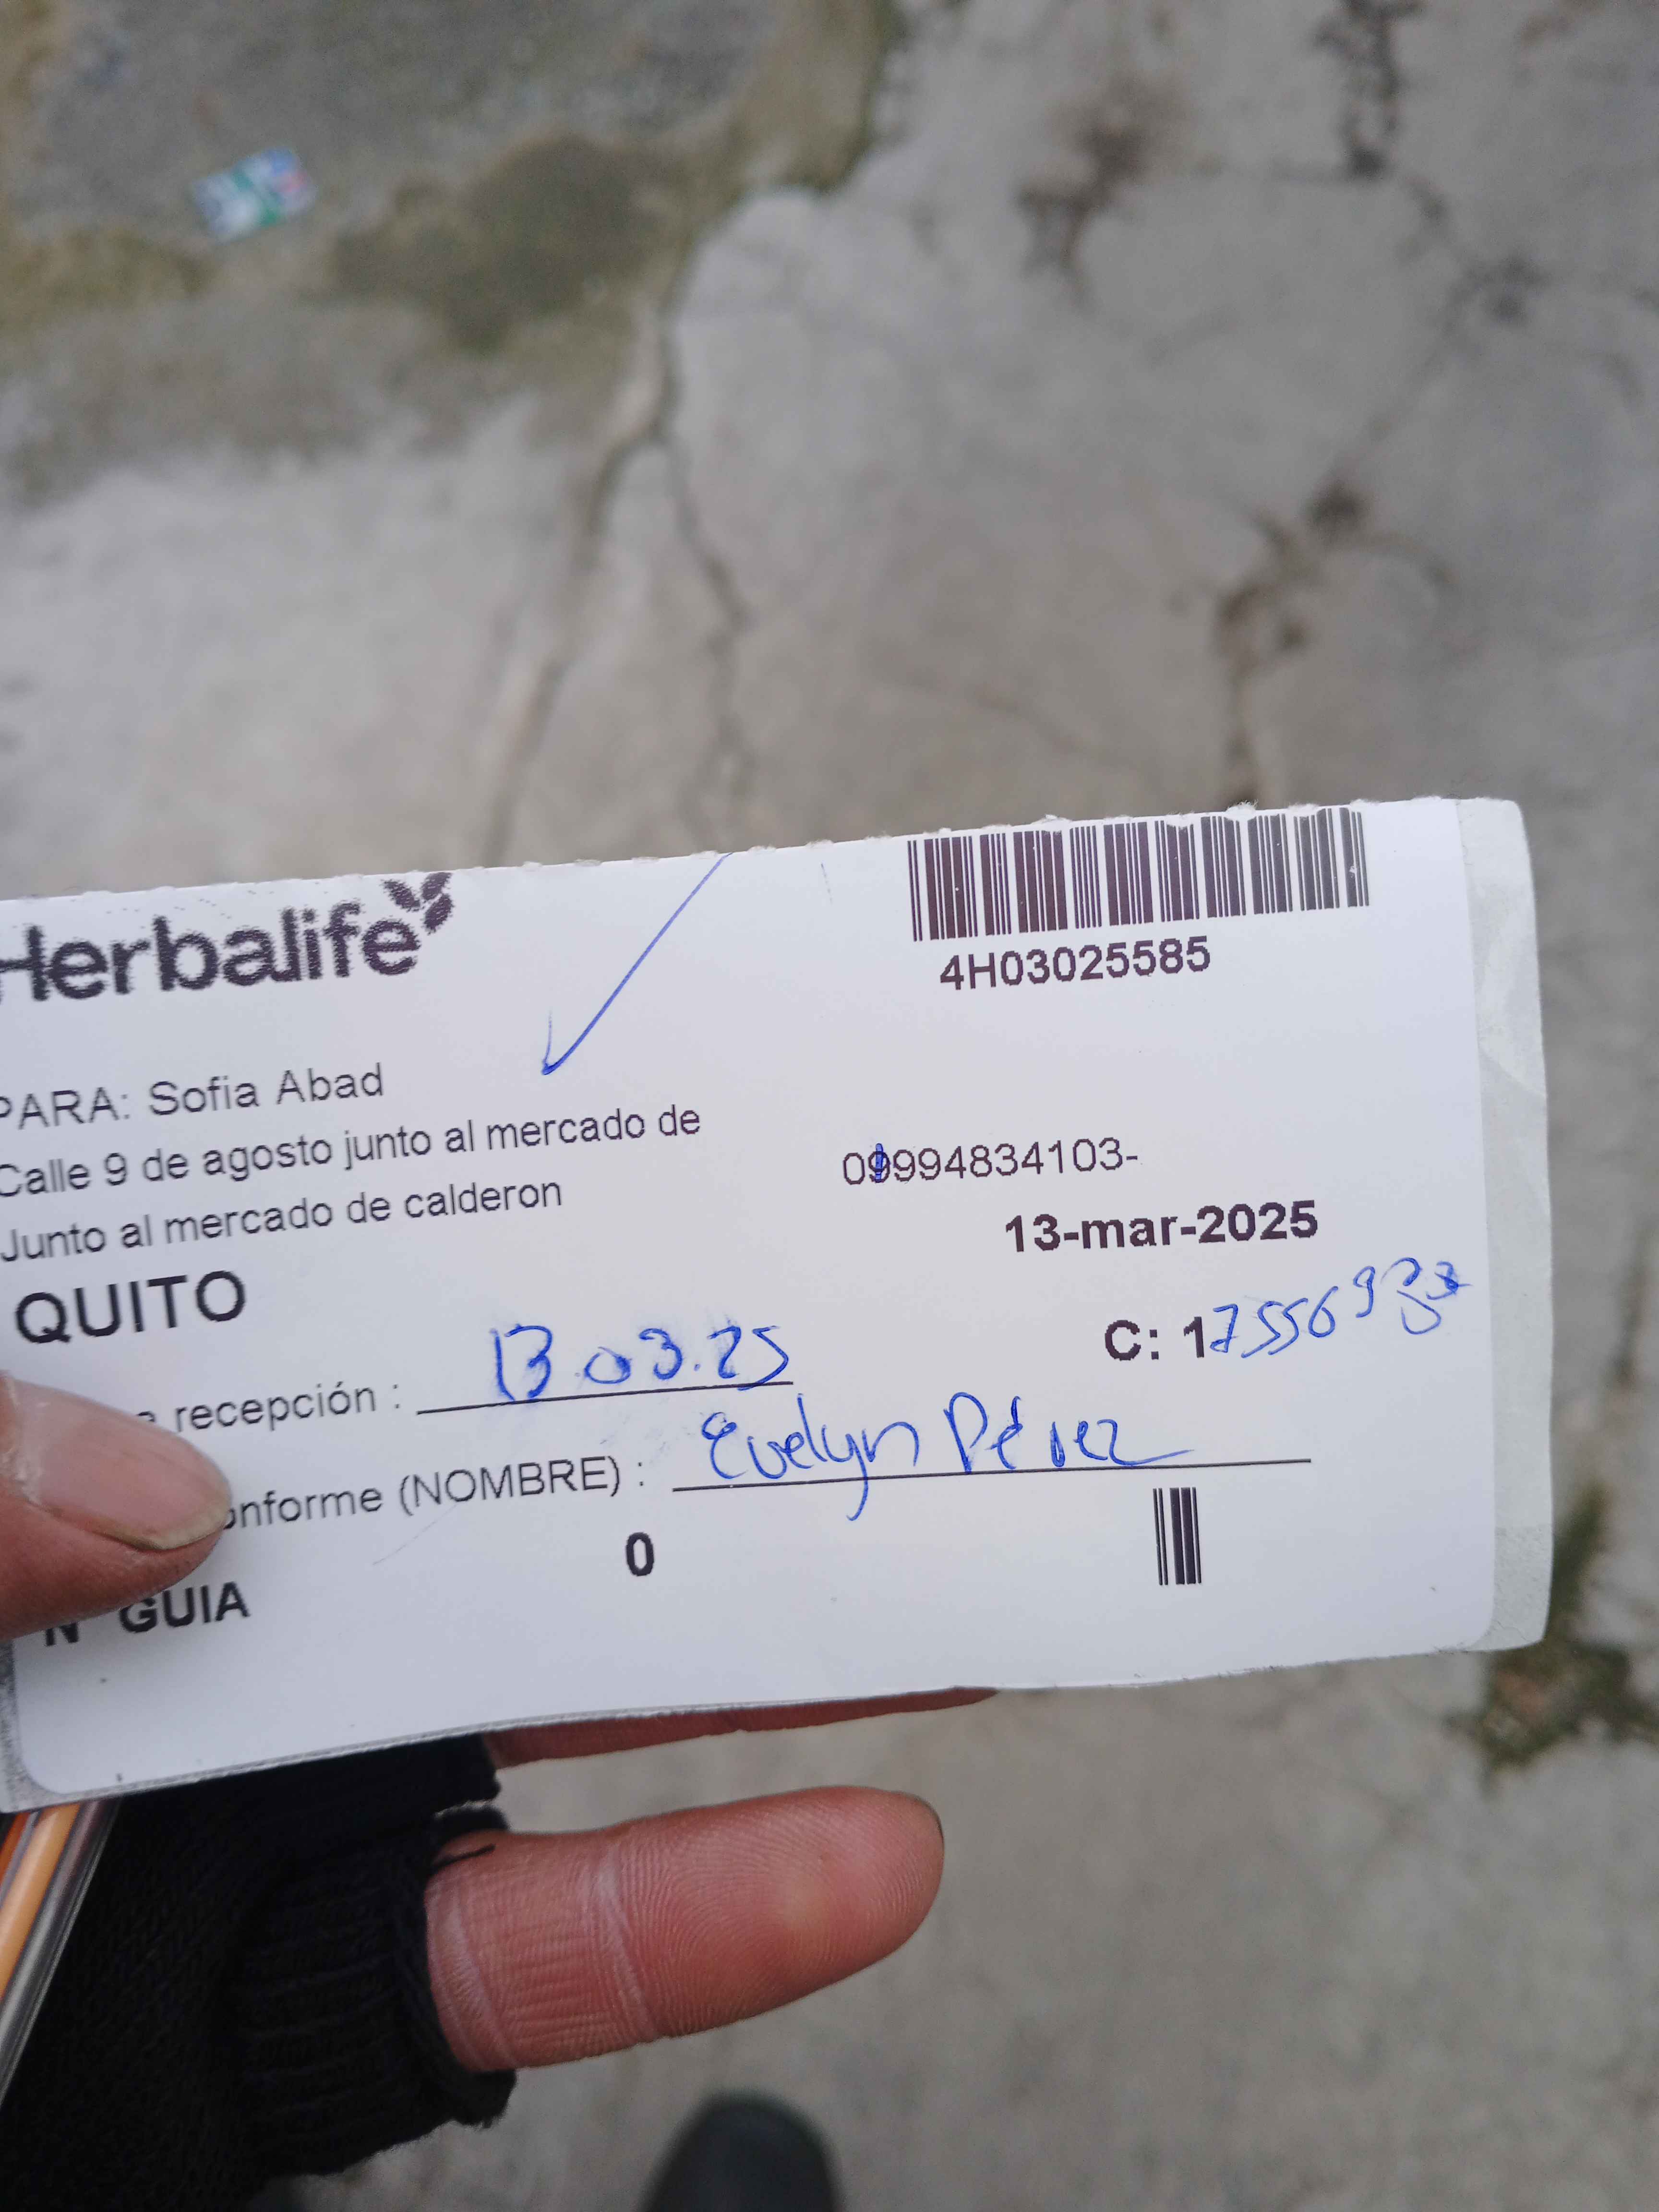 Herbalife
4H03025585
PARA: Sofia Abad
Calle 9 de agosto junto al mercado de
Junto al mercado de calderon
09994834103-
13-mar-2025
QUITO
C: 1
recepción : 13.03.25
(NOMBRE) : Evelyn Pérez
0
N° GUIA